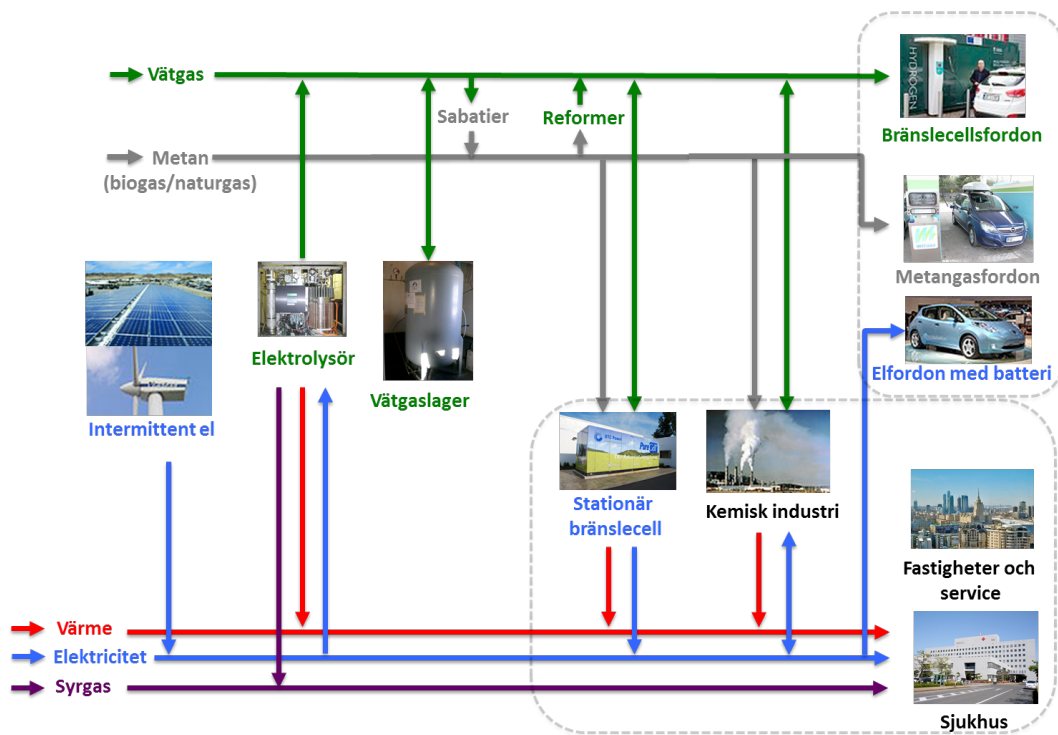 Vätgas
Sabatier
Reformer
HYDROGEN
Bränslecellsfordon
Metan
(biogas/naturgas)
Metangasfordon
Elektrolysör
Vätgaslager
Elfordon med batteri
Intermittent el
Stationär
bränslecell
Kemisk industri
Fastigheter och
service
Värme
Elektricitet
Syrgas
Sjukhus